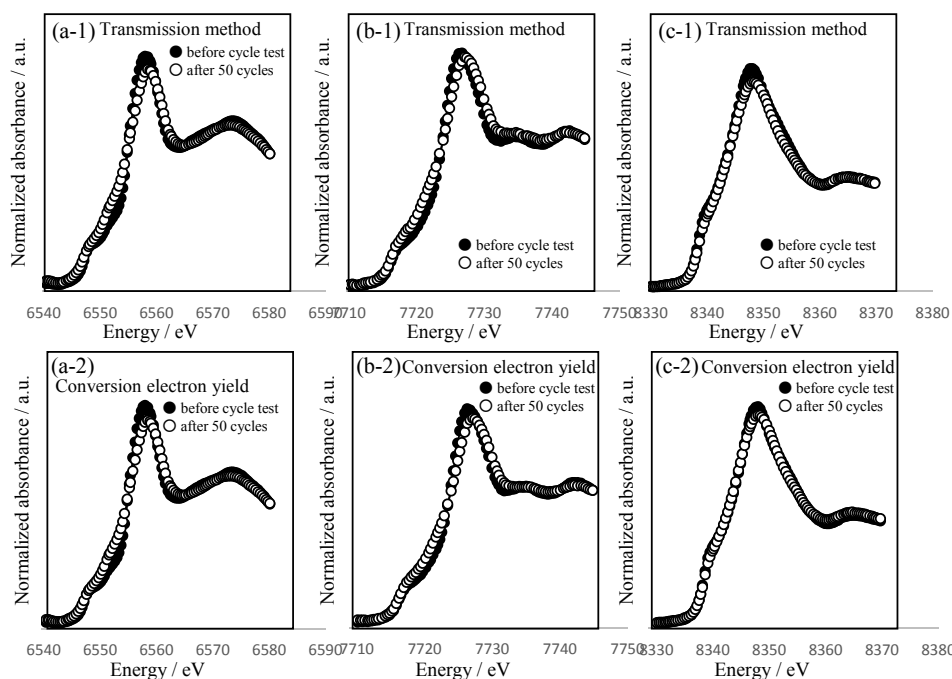 (a-1) Transmission method
before cycle test
after 50 cycles
Normalized absorbance / a.u.
6540 6550 6560 6570 6580 6590
Energy / eV
(b-1) Transmission method
before cycle test
after 50 cycles
Normalized absorbance / a.u.
7710 7720 7730 7740 7750
Energy / eV
(c-1) Transmission method
before cycle test
after 50 cycles
Normalized absorbance / a.u.
8330 8340 8350 8360 8370 8380
Energy / eV
(a-2)
Conversion electron yield
before cycle test
after 50 cycles
Normalized absorbance / a.u.
6540 6550 6560 6570 6580 6590
Energy / eV
(b-2) Conversion electron yield
before cycle test
after 50 cycles
Normalized absorbance / a.u.
7710 7720 7730 7740 7750
Energy / eV
(c-2) Conversion electron yield
before cycle test
after 50 cycles
Normalized absorbance / a.u.
8330 8340 8350 8360 8370 8380
Energy / eV